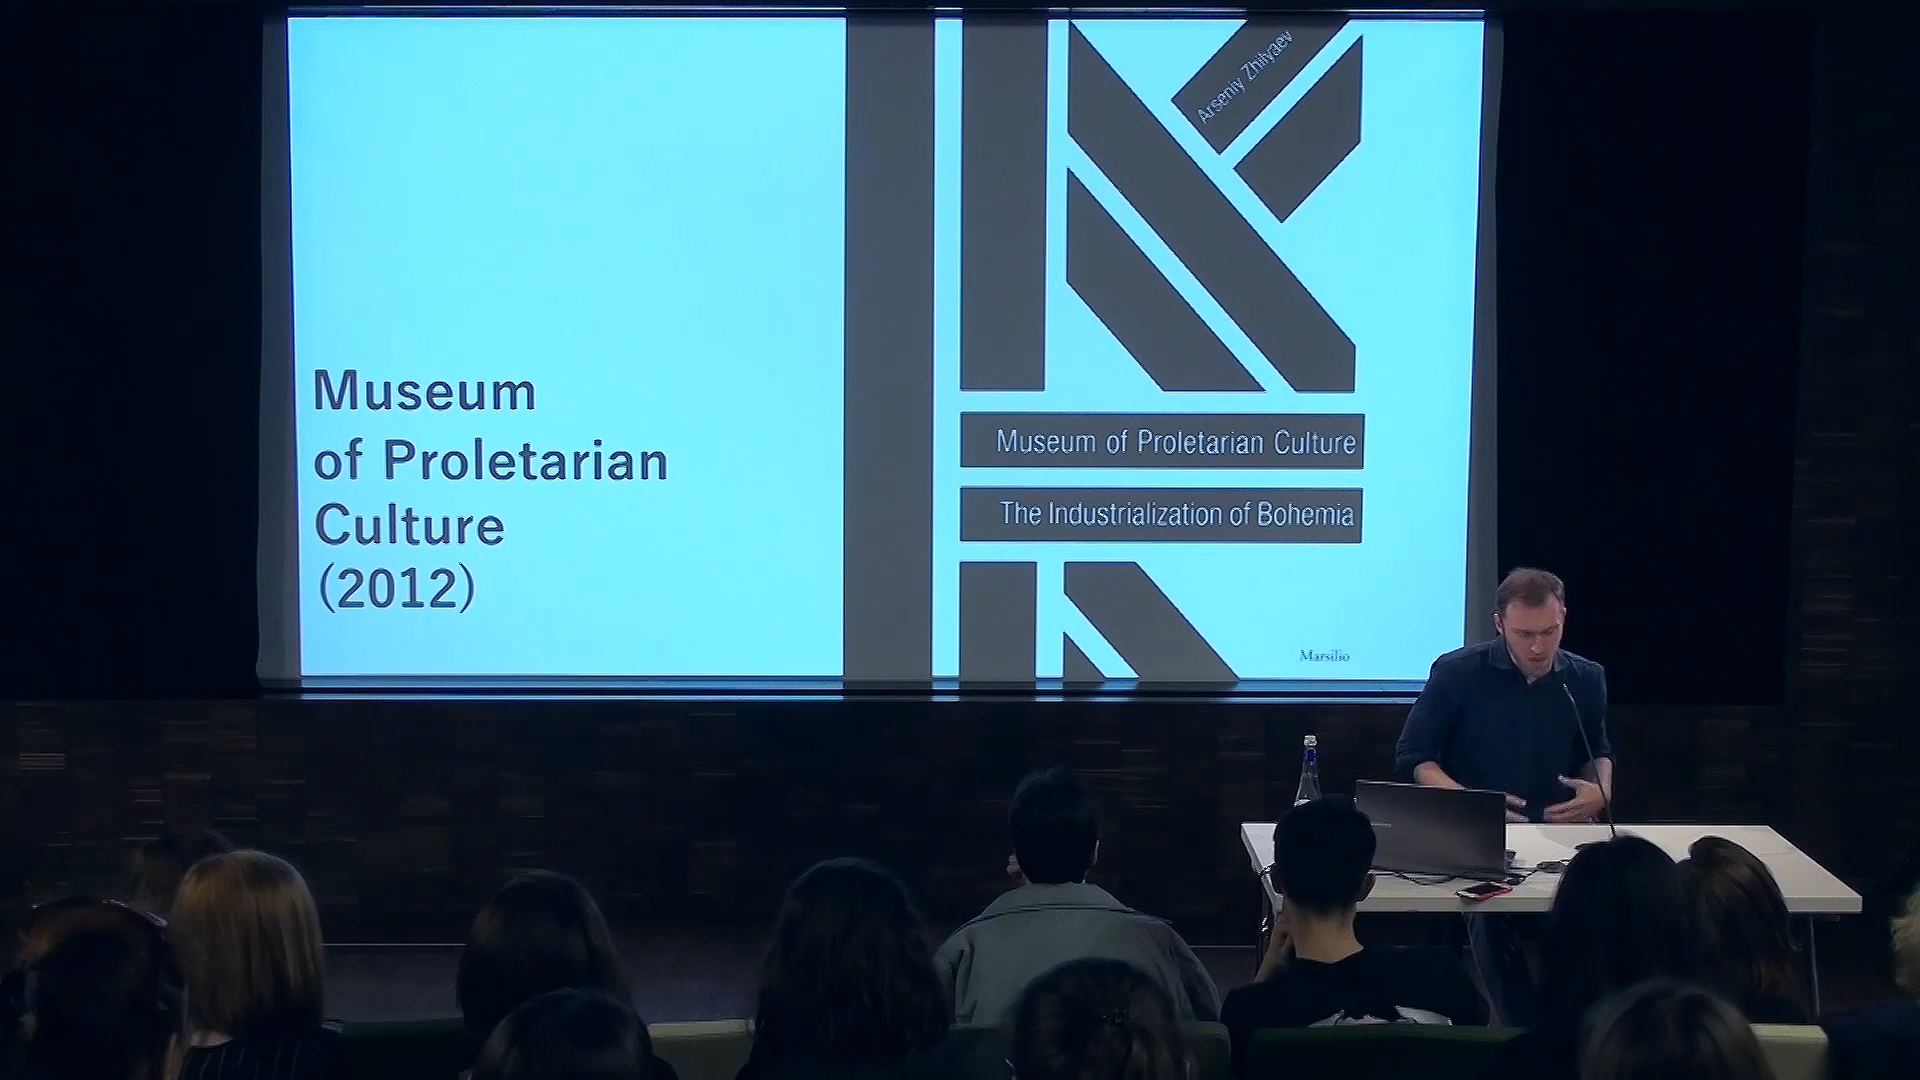 Museum
of Proletarian
Culture
(2012)
Arseniy Zhilyaev
Museum of Proletarian Culture
The Industrialization of Bohemia
Marsilio